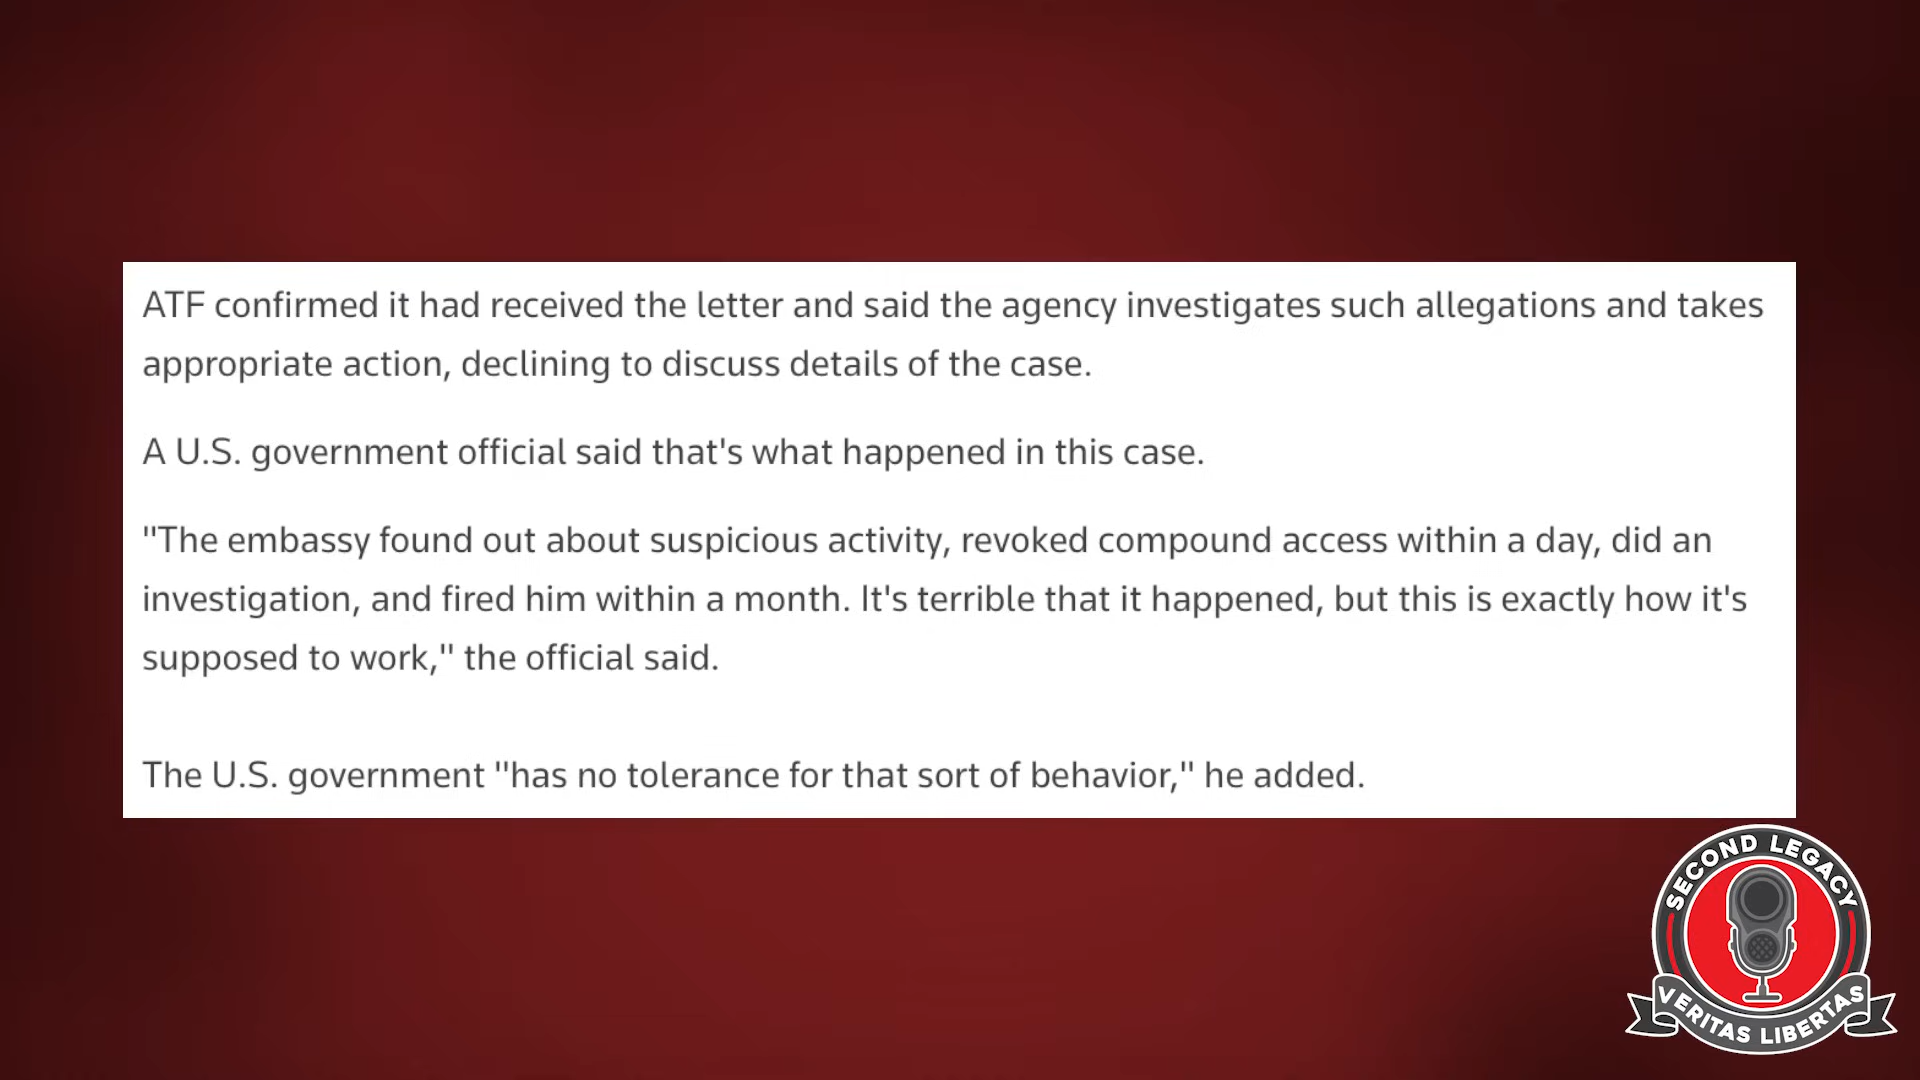 ATF confirmed it had received the letter and said the agency investigates such allegations and takes
appropriate action, declining to discuss details of the case.
A U.S. government official said that's what happened in this case.
"The embassy found out about suspicious activity, revoked compound access within a day, did an
investigation, and fired him within a month. It's terrible that it happened, but this is exactly how it's
supposed to work," the official said.
The U.S. government "has no tolerance for that sort of behavior," he added.
SECOND LEGACY
VERITAS LIBERTAS